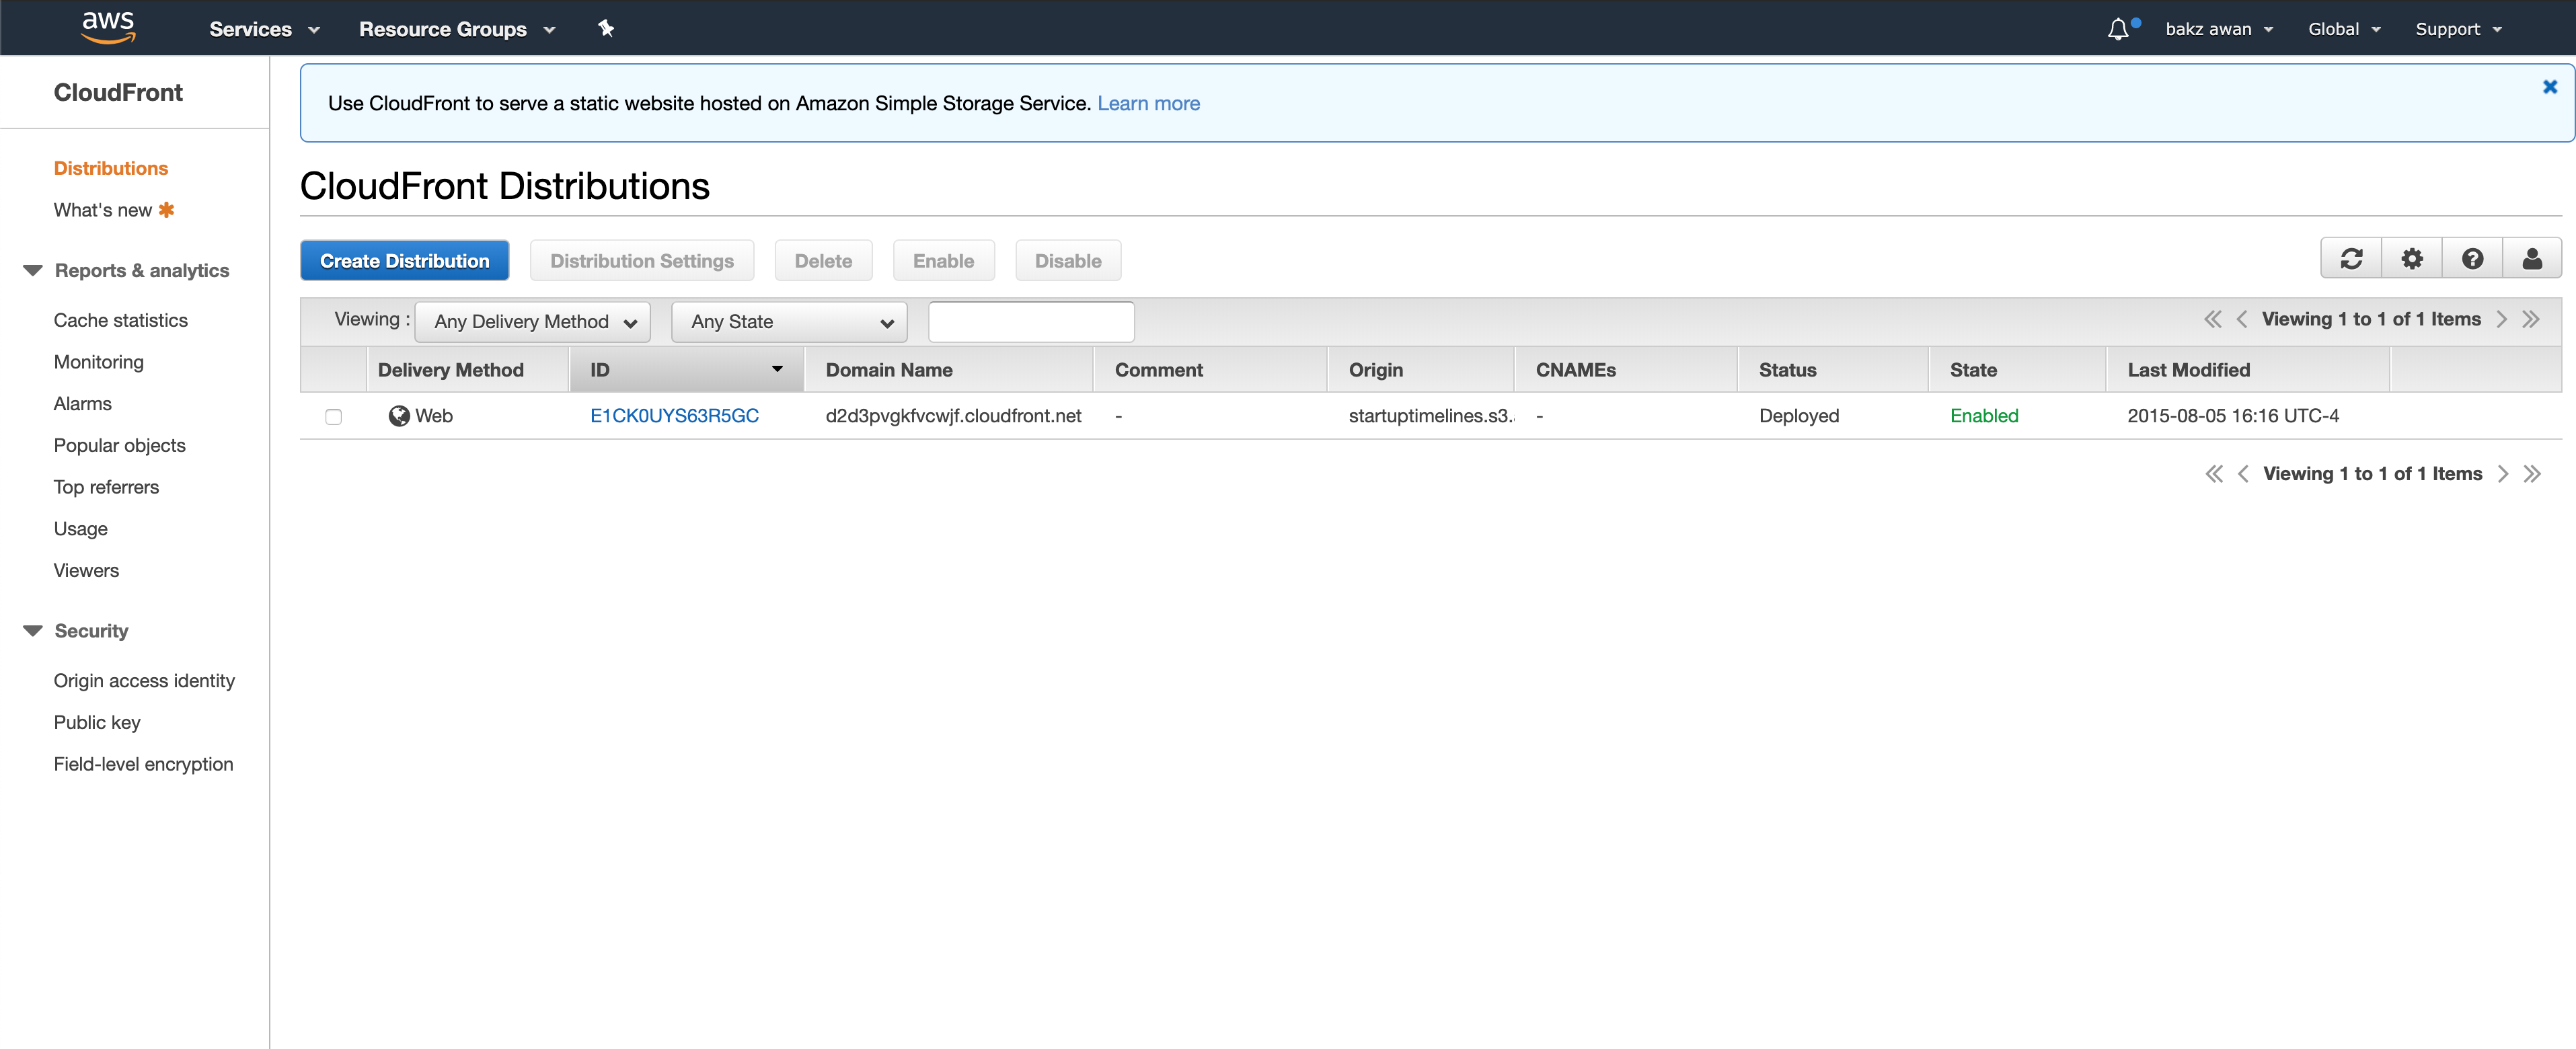 aws Services Resource Groups bakz awan Global Support
CloudFront
Distributions
What's new
Reports & analytics
Cache statistics
Monitoring
Alarms
Popular objects
Top referrers
Usage
Viewers
Security
Origin access identity
Public key
Field-level encryption
Use CloudFront to serve a static website hosted on Amazon Simple Storage Service. Learn more
CloudFront Distributions
Create Distribution Distribution Settings Delete Enable Disable
Viewing : Any Delivery Method Any State Viewing 1 to 1 of 1 Items
Delivery Method ID Domain Name Comment Origin CNAMEs Status State Last Modified
Web E1CK0UYS63R5GC d2d3pvgkfvcwjf.cloudfront.net - startuptimelines.s3. - Deployed Enabled 2015-08-05 16:16 UTC-4
Viewing 1 to 1 of 1 Items